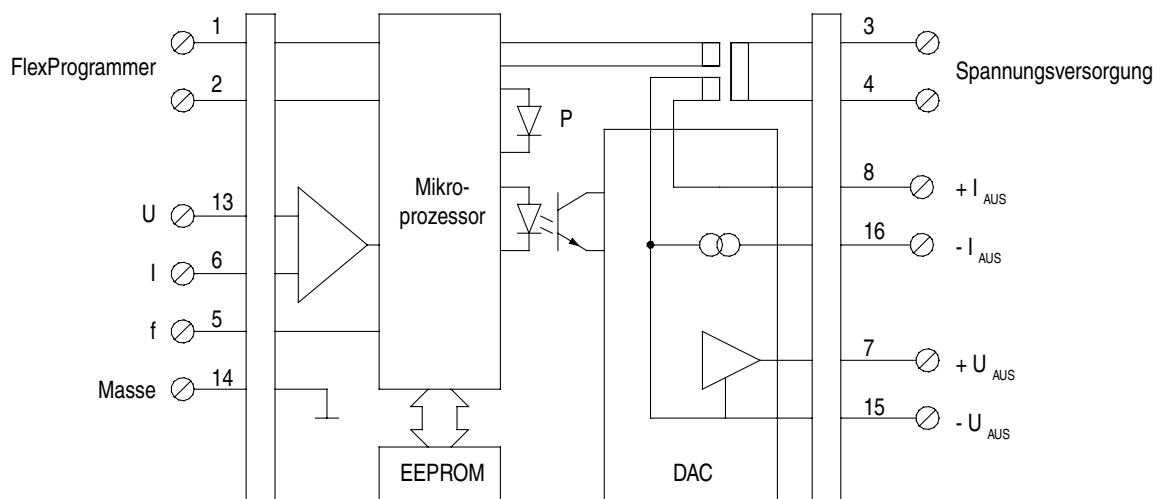 FlexProgrammer
1
2
U
13
I
6
f
5
Masse
14
Mikro-
prozessor
P
EEPROM
DAC
3
Spannungsversorgung
4
8
+ I AUS
16
- I AUS
7
+ U AUS
15
- U AUS